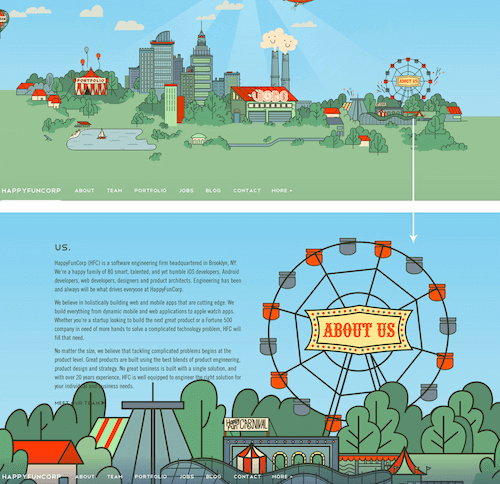 PORTFOLIO
JOBS
ABOUT US
HAPPYFUNCORP ABOUT TEAM PORTFOLIO JOBS BLOG CONTACT MORE
US.
HappyFunCorp (HFC) is a software engineering firm headquartered in Brooklyn, NY.
We're a happy family of 80 smart, talented, and yet humble iOS developers, Android
developers, web developers, designers and product architects. Engineering has been
and always will be what drives everyone at HappyFunCorp.
We believe in holistically building web and mobile apps that are cutting edge. We
build everything from dynamic mobile and web applications to apple watch apps.
Whether you're a startup looking to build the next great product or a Fortune 500
company in need of more hands to solve a complicated technology problem, HFC will
fill that need.
No matter the size, we believe that tackling complicated problems begins at the
product level. Great products are built using the best blends of product engineering,
product design and strategy. No great business is built with a single solution, and
with over 20 years experience, HFC is well equipped to engineer the right solution for
your individual and business needs.
MEET OUR TEAM
ABOUT US
Happy Fun CARNIVAL
HAPPYFUNCORP ABOUT TEAM PORTFOLIO JOBS BLOG CONTACT MORE